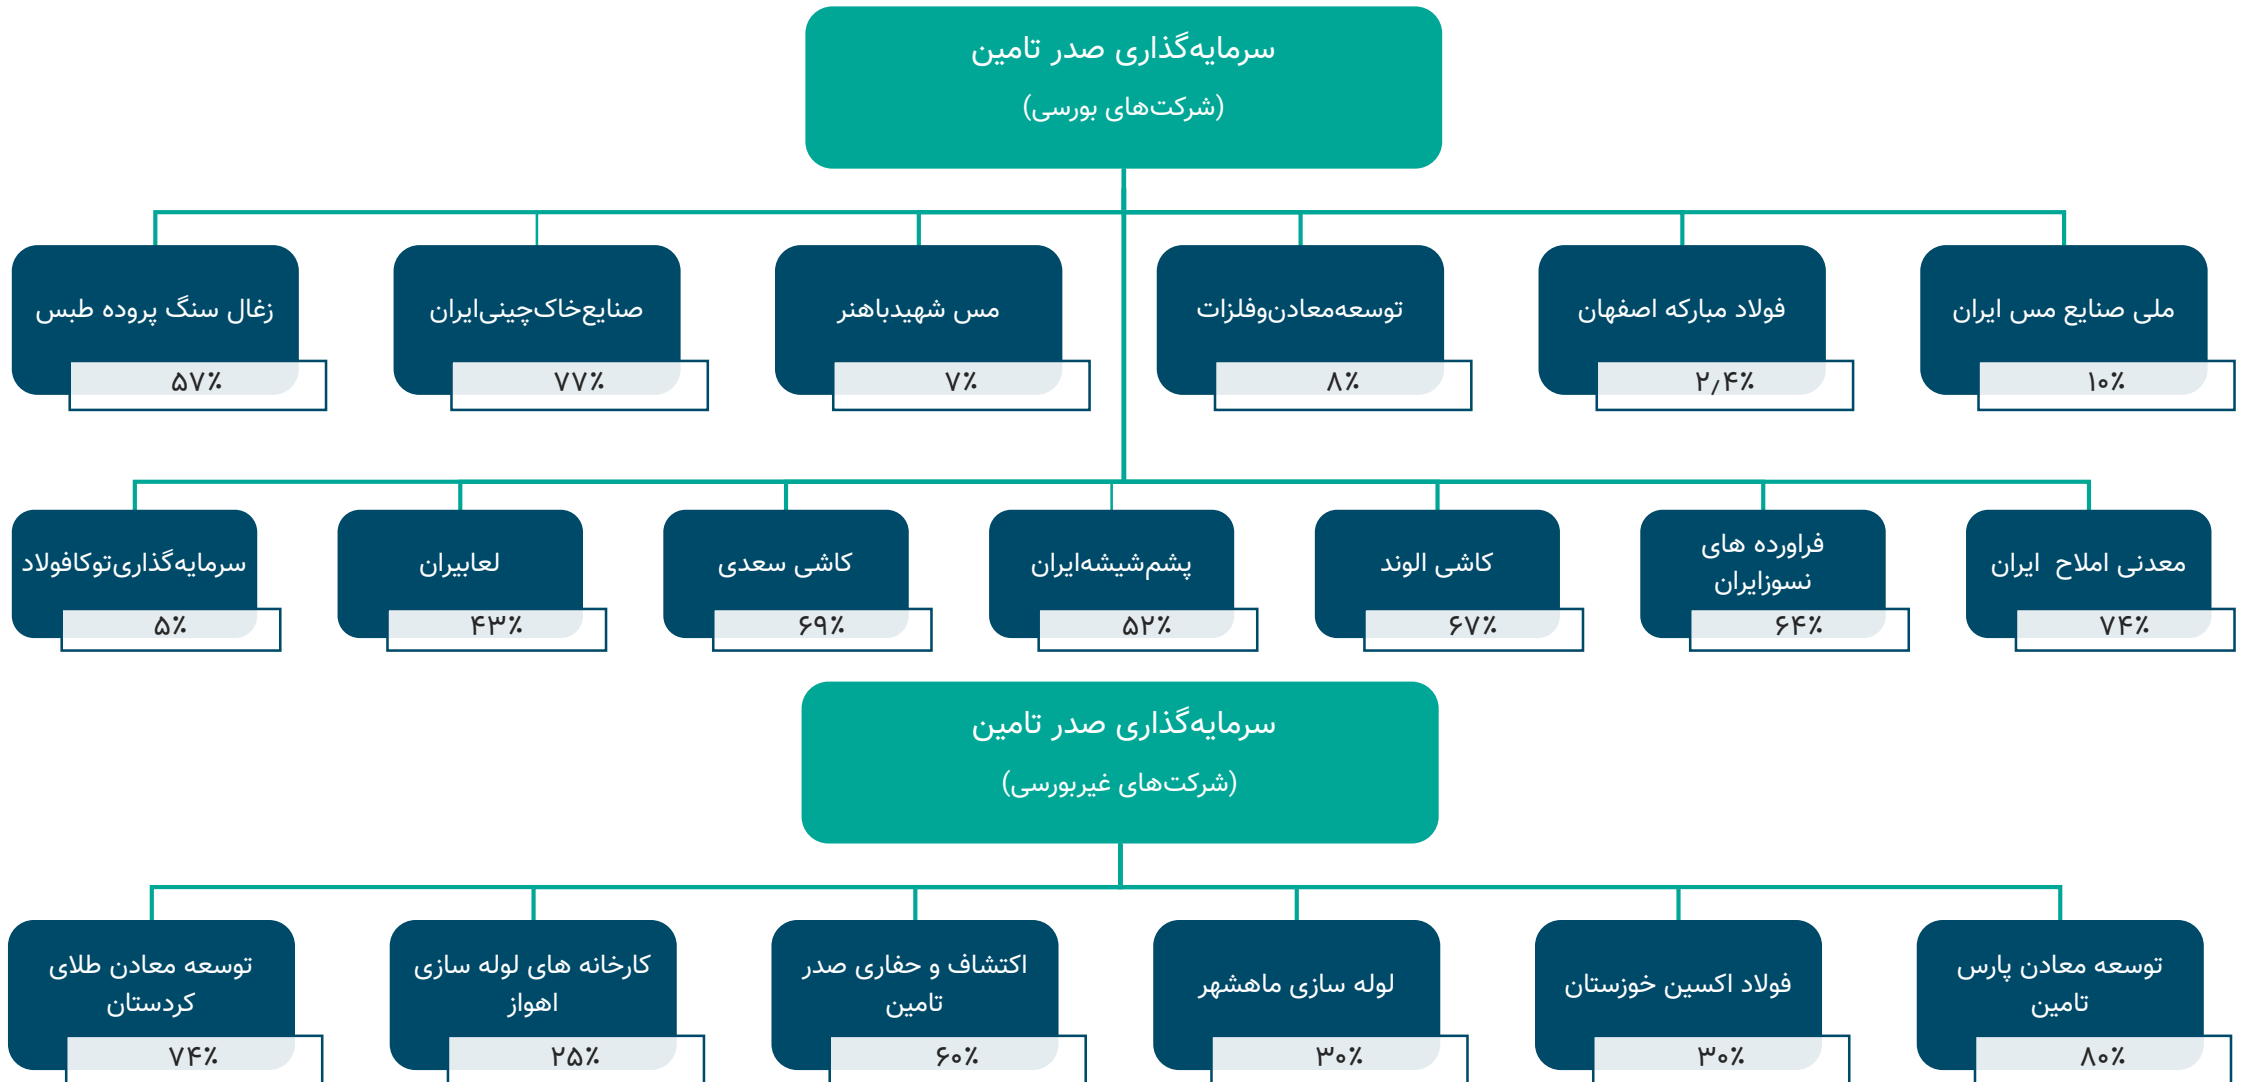 سرمایه‌گذاری صدر تامین
(شرکت‌های بورسی)
ملی صنایع مس ایران
۱۰٪
فولاد مبارکه اصفهان
۲٫۴٪
توسعه‌معادن‌وفلزات
۸٪
مس شهیدباهنر
۷٪
صنایع‌خاک‌چینی‌ایران
۷۷٪
زغال سنگ پروده طبس
۵۷٪
معدنی املاح  ایران
۷۴٪
فراورده های
نسوزایران
۶۴٪
کاشی الوند
۶۷٪
پشم‌شیشه‌ایران
۵۲٪
کاشی سعدی
۶۹٪
لعابیران
۴۳٪
سرمایه‌گذاری‌توکافولاد
۵٪
سرمایه‌گذاری صدر تامین
(شرکت‌های غیربورسی)
توسعه معادن پارس
تامین
۸۰٪
فولاد اکسین خوزستان
۳۰٪
لوله سازی ماهشهر
۳۰٪
اکتشاف و حفاری صدر
تامین
۶۰٪
کارخانه های لوله سازی
اهواز
۲۵٪
توسعه معادن طلای
کردستان
۷۴٪